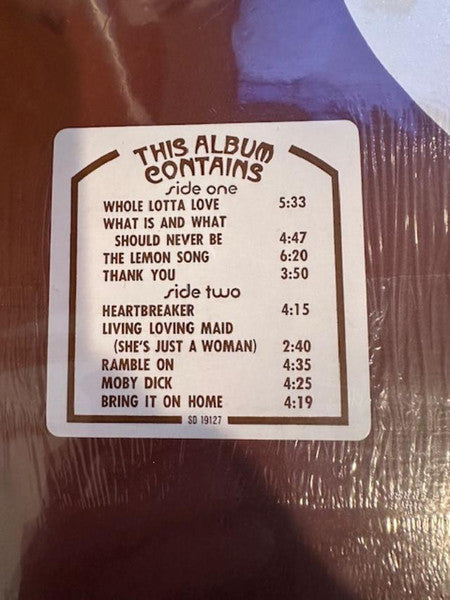 THIS ALBUM
CONTAINS
side one
WHOLE LOTTA LOVE 5:33
WHAT IS AND WHAT
SHOULD NEVER BE 4:47
THE LEMON SONG 6:20
THANK YOU 3:50
side two
HEARTBREAKER 4:15
LIVING LOVING MAID
(SHE'S JUST A WOMAN) 2:40
RAMBLE ON 4:35
MOBY DICK 4:25
BRING IT ON HOME 4:19
SD 19127